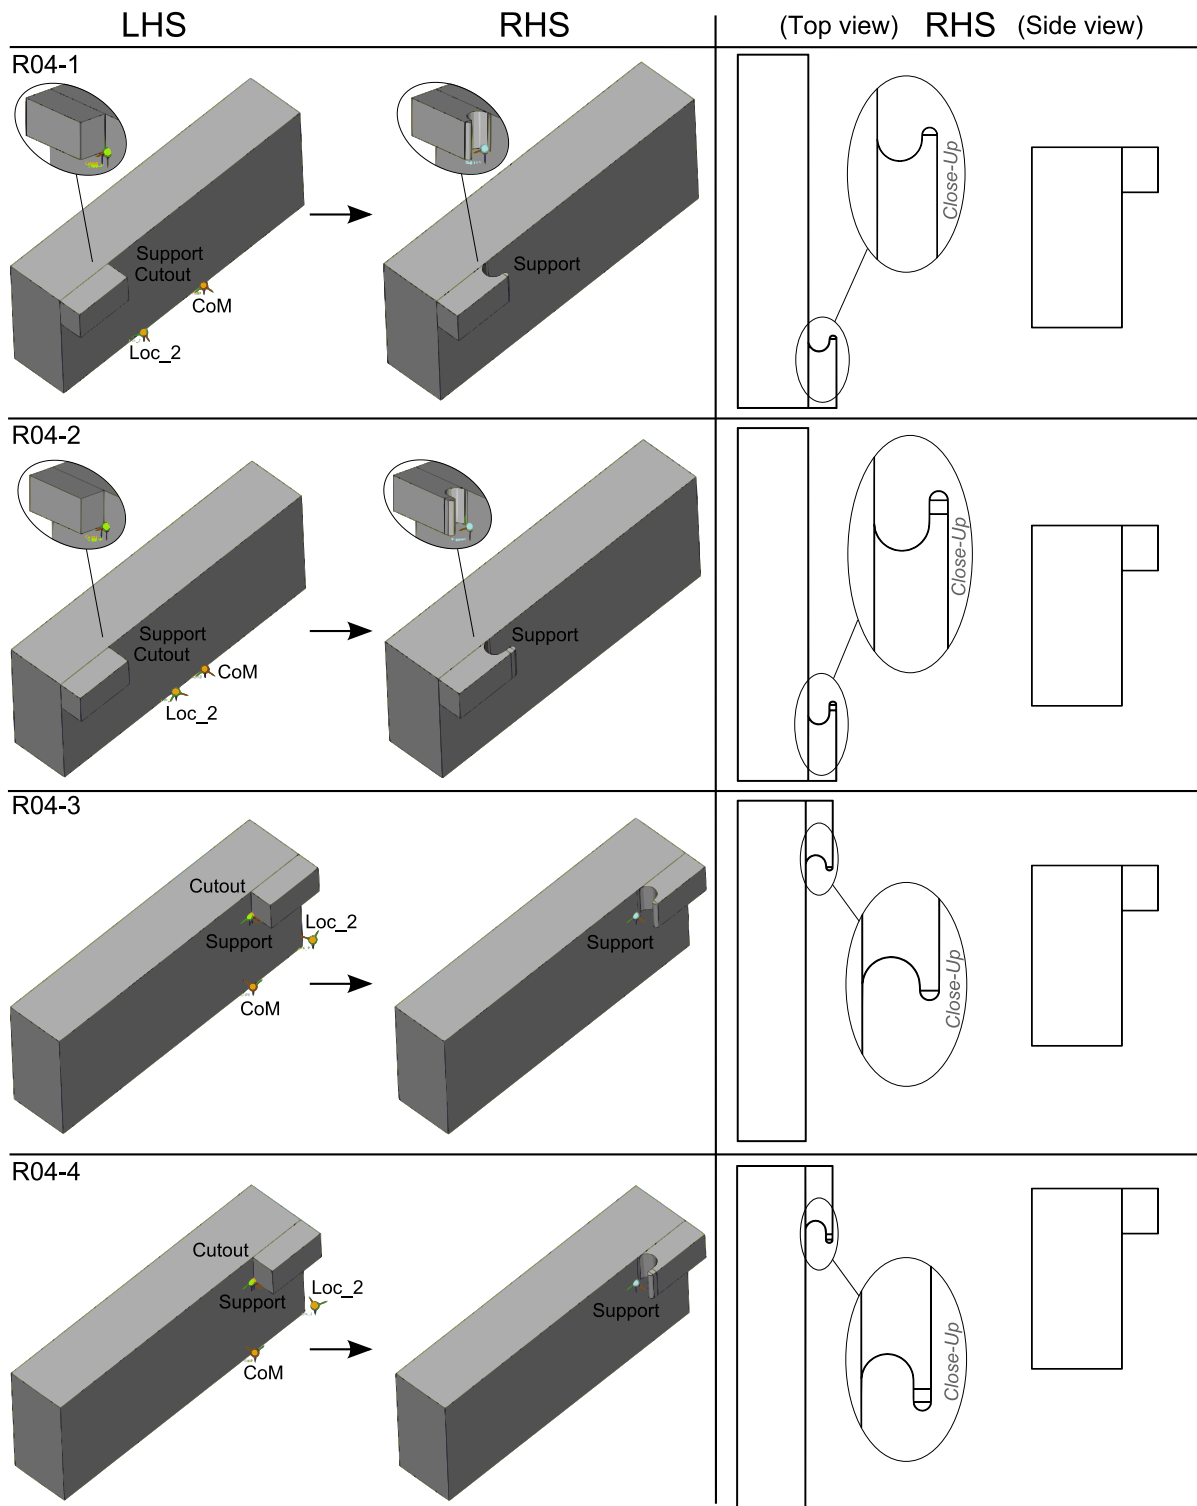 LHS
RHS
(Top view) RHS (Side view)
R04-1
Support
Cutout
CoM
Loc_2
Support
Close-Up
R04-2
Support
Cutout
CoM
Loc_2
Support
Close-Up
R04-3
Cutout
Support
Loc_2
CoM
Support
Close-Up
R04-4
Cutout
Support
Loc_2
CoM
Support
Close-Up